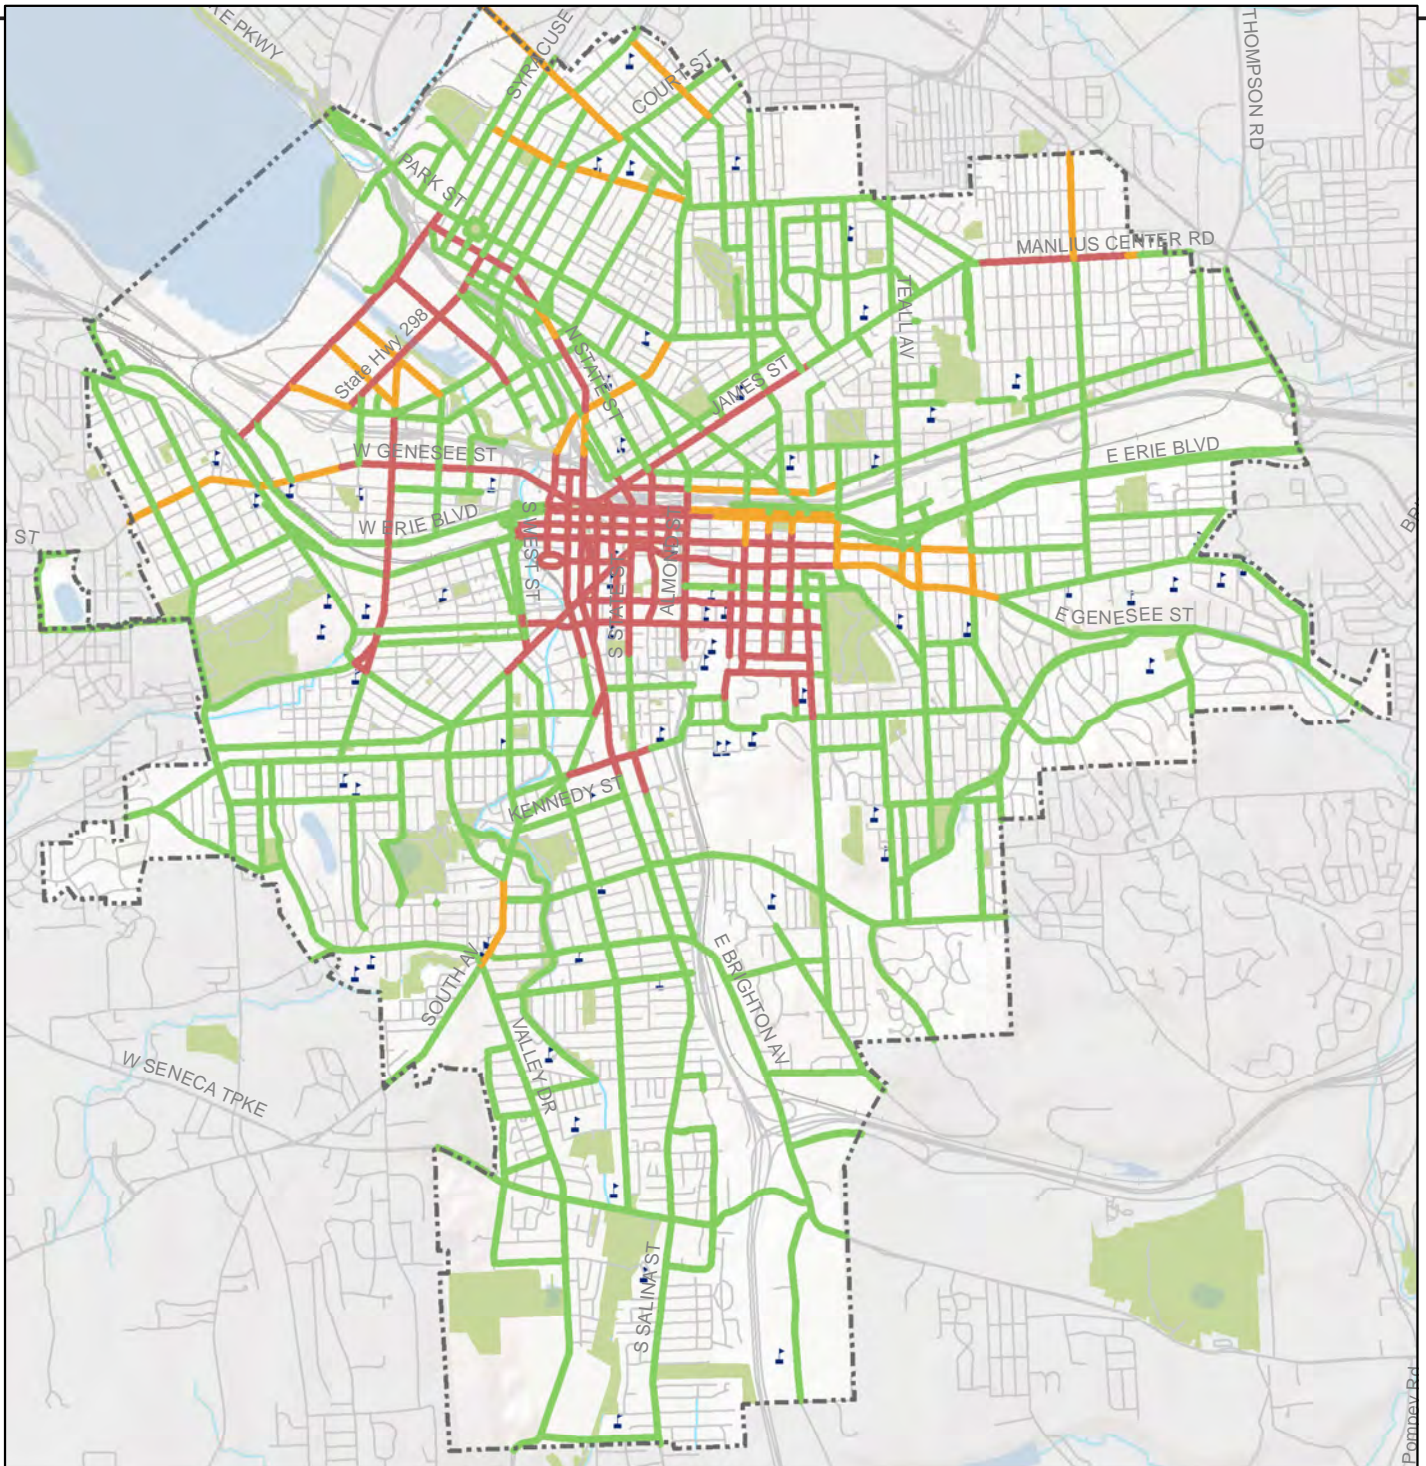 KE PKWY
SYRACUSE
COURT ST
THOMPSON RD
PARK ST
MANLIUS CENTER RD
TEALL AV
State Hwy 298
N STATE ST
JAMES ST
W GENESEE ST
E ERIE BLVD
W ERIE BLVD
S WEST ST
ALMOND ST
ST
S STATE ST
E GENESEE ST
KENNEDY ST
SOUTH AV
E BRIGHTON AV
VALLEY DR
W SENECA TPKE
S SALINA ST
Pompey Rd